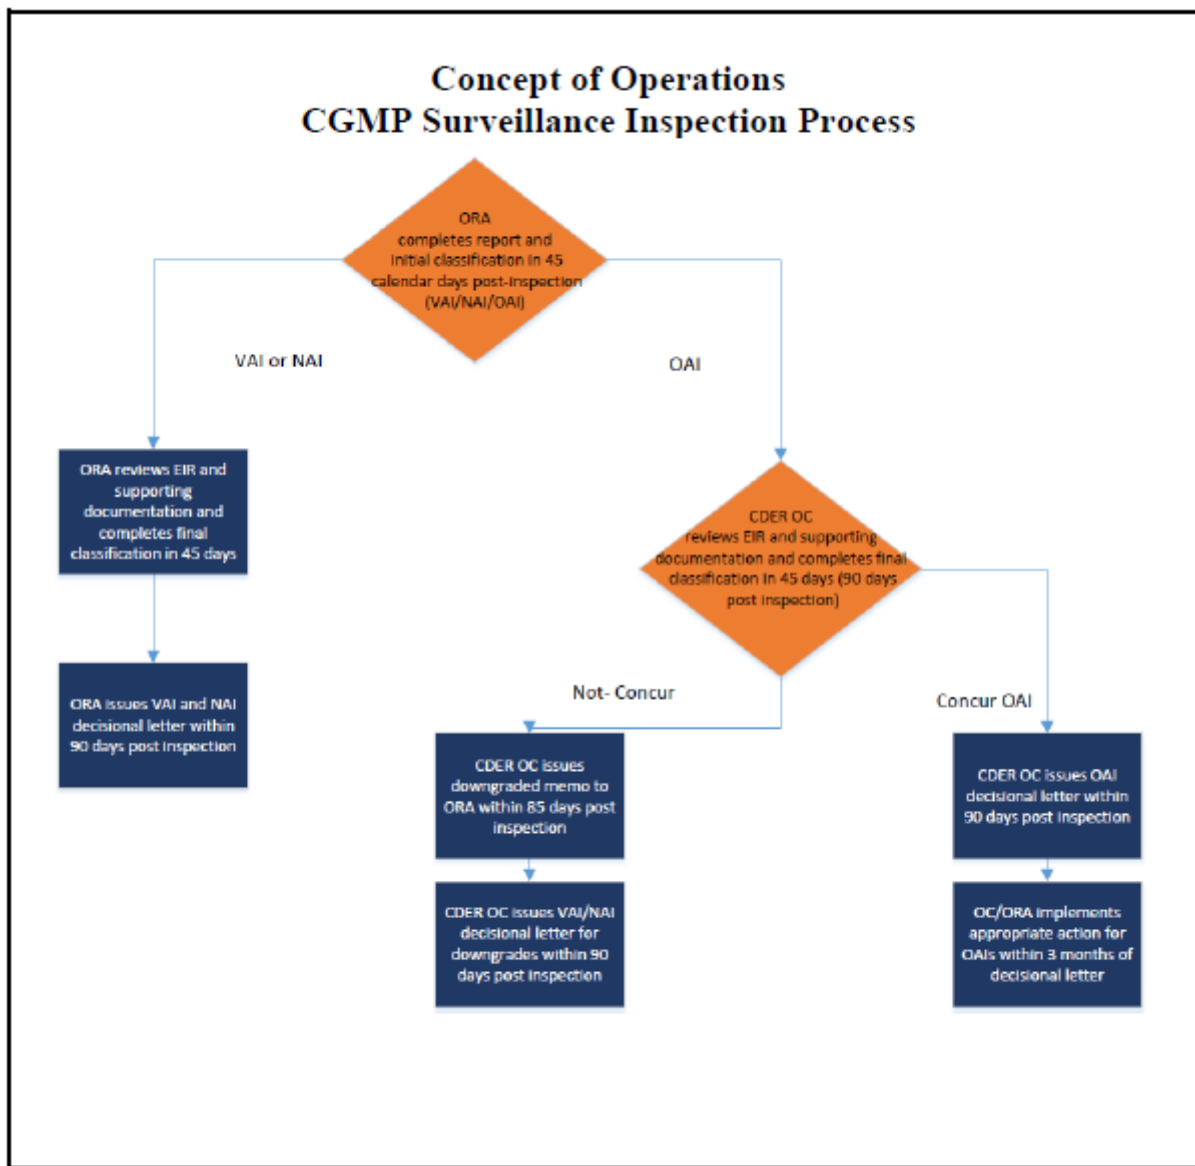 Concept of Operations
CGMP Surveillance Inspection Process
ORA
completes report and
initial classification in 45
calendar days post-inspection
(VAI/NAI/OAI)
VAI or NAI
OAI
ORA reviews EIR and
supporting
documentation and
completes final
classification in 45 days
CDER OC
reviews EIR and supporting
documentation and completes final
classification in 45 days (90 days
post inspection)
ORA issues VAI and NAI
decisional letter within
90 days post inspection
Not- Concur
Concur OAI
CDER OC issues
downgraded memo to
ORA within 85 days post
inspection
CDER OC issues OAI
decisional letter within
90 days post inspection
CDER OC issues VAI/NAI
decisional letter for
downgrades within 90
days post inspection
OC/ORA implements
appropriate action for
OAIs within 3 months of
decisional letter